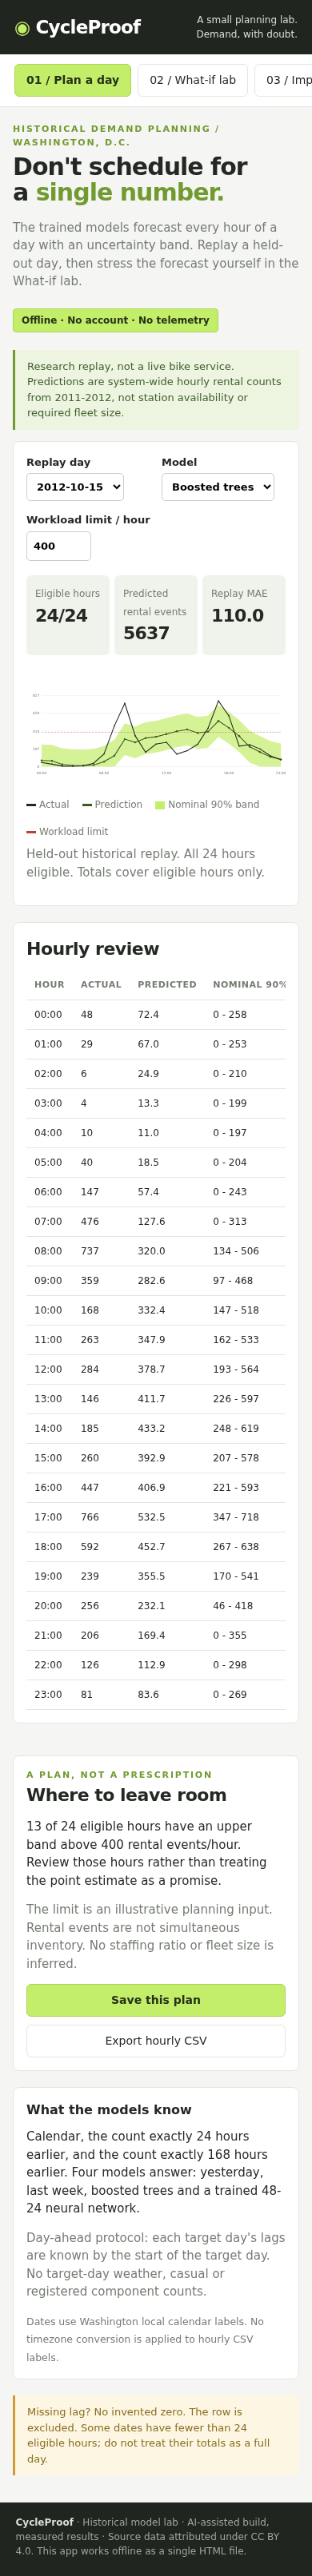 CycleProof
A small planning lab.
Demand, with doubt.
01 / Plan a day
02 / What-if lab
03 / Imp
HISTORICAL DEMAND PLANNING /
WASHINGTON, D.C.
Don't schedule for
a single number.
The trained models forecast every hour of a
day with an uncertainty band. Replay a held-
out day, then stress the forecast yourself in the
What-if lab.
Offline · No account · No telemetry
Research replay, not a live bike service.
Predictions are system-wide hourly rental counts
from 2011-2012, not station availability or
required fleet size.
Replay day
Model
2012-10-15
Boosted trees
Workload limit / hour
400
Eligible hours
24/24
Predicted
rental events
5637
Replay MAE
110.0
Actual
Prediction
Nominal 90% band
Workload limit
Held-out historical replay. All 24 hours
eligible. Totals cover eligible hours only.
Hourly review
HOUR ACTUAL PREDICTED NOMINAL 90%
00:00 48 72.4 0 - 258
01:00 29 67.0 0 - 253
02:00 6 24.9 0 - 210
03:00 4 13.3 0 - 199
04:00 10 11.0 0 - 197
05:00 40 18.5 0 - 204
06:00 147 57.4 0 - 243
07:00 476 127.6 0 - 313
08:00 737 320.0 134 - 506
09:00 359 282.6 97 - 468
10:00 168 332.4 147 - 518
11:00 263 347.9 162 - 533
12:00 284 378.7 193 - 564
13:00 146 411.7 226 - 597
14:00 185 433.2 248 - 619
15:00 260 392.9 207 - 578
16:00 447 406.9 221 - 593
17:00 766 532.5 347 - 718
18:00 592 452.7 267 - 638
19:00 239 355.5 170 - 541
20:00 256 232.1 46 - 418
21:00 206 169.4 0 - 355
22:00 126 112.9 0 - 298
23:00 81 83.6 0 - 269
A PLAN, NOT A PRESCRIPTION
Where to leave room
13 of 24 eligible hours have an upper
band above 400 rental events/hour.
Review those hours rather than treating
the point estimate as a promise.
The limit is an illustrative planning input.
Rental events are not simultaneous
inventory. No staffing ratio or fleet size is
inferred.
Save this plan
Export hourly CSV
What the models know
Calendar, the count exactly 24 hours
earlier, and the count exactly 168 hours
earlier. Four models answer: yesterday,
last week, boosted trees and a trained 48-
24 neural network.
Day-ahead protocol: each target day's lags
are known by the start of the target day.
No target-day weather, casual or
registered component counts.
Dates use Washington local calendar labels. No
timezone conversion is applied to hourly CSV
labels.
Missing lag? No invented zero. The row is
excluded. Some dates have fewer than 24
eligible hours; do not treat their totals as a full
day.
CycleProof · Historical model lab · AI-assisted build,
measured results · Source data attributed under CC BY
4.0. This app works offline as a single HTML file.